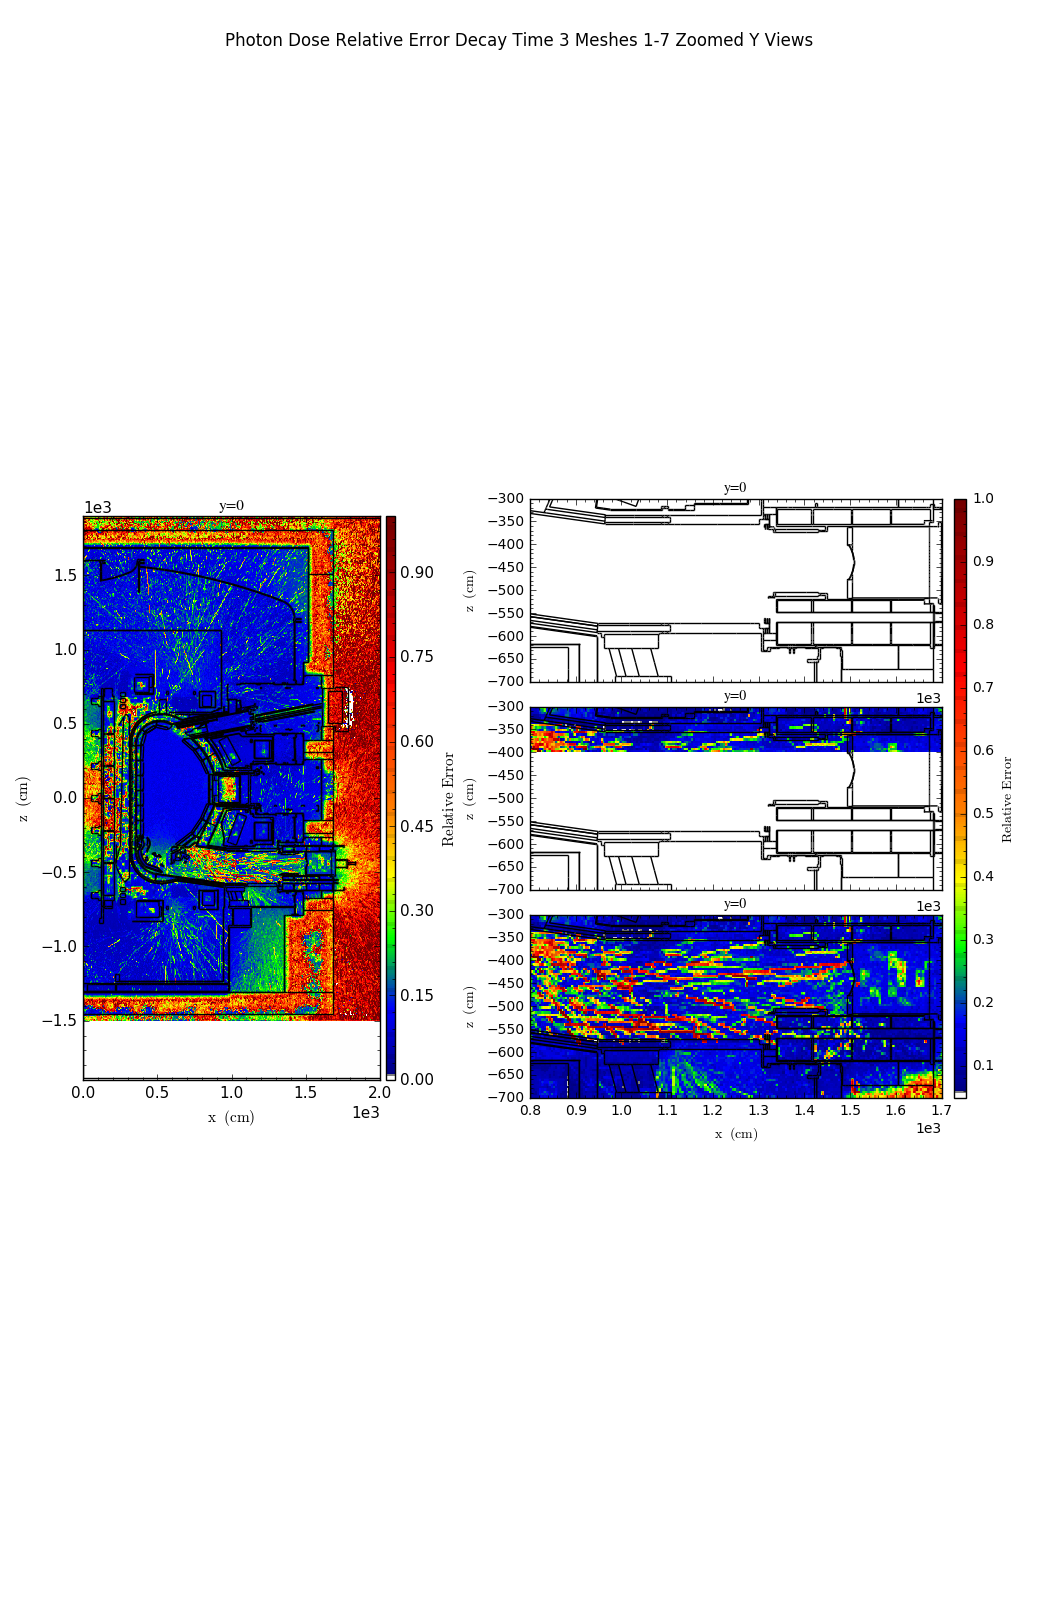 Photon Dose Relative Error Decay Time 3 Meshes 1-7 Zoomed Y Views
1e3
y=0
1.5
1.0
0.5
0.0
−0.5
−1.0
−1.5
z (cm)
0.0 0.5 1.0 1.5 2.0
1e3
x (cm)
0.90
0.75
0.60
0.45
0.30
0.15
0.00
Relative Error
y=0
−300
−350
−400
−450
−500
−550
−600
−650
−700
z (cm)
1e3
y=0
−300
−350
−400
−450
−500
−550
−600
−650
−700
z (cm)
1e3
y=0
−300
−350
−400
−450
−500
−550
−600
−650
−700
z (cm)
0.8 0.9 1.0 1.1 1.2 1.3 1.4 1.5 1.6 1.7
1e3
x (cm)
1.0
0.9
0.8
0.7
0.6
0.5
0.4
0.3
0.2
0.1
Relative Error